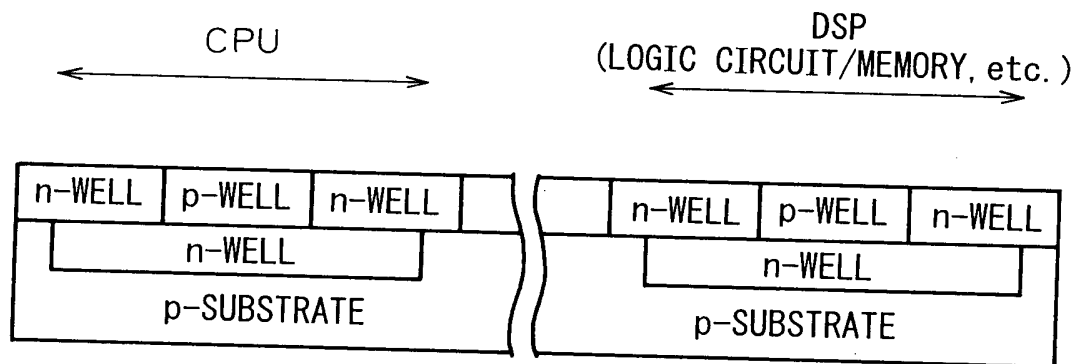 CPU
DSP
(LOGIC CIRCUIT/MEMORY, etc.)
n-WELL p-WELL n-WELL n-WELL p-WELL n-WELL
n-WELL n-WELL
p-SUBSTRATE p-SUBSTRATE